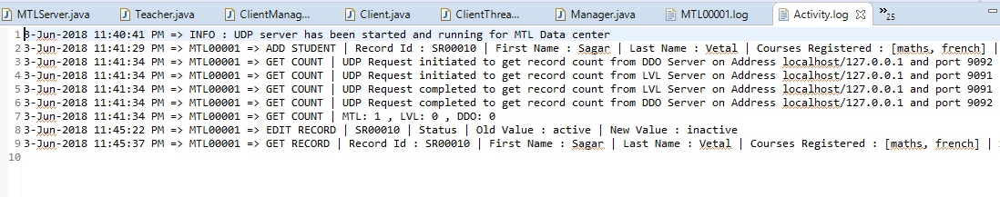 MTLServer.java Teacher.java ClientManag... Client.java ClientThrea... Manager.java MTL00001.log Activity.log »25
1 3-Jun-2018 11:40:41 PM => INFO : UDP server has been started and running for MTL Data center
2 3-Jun-2018 11:41:29 PM => MTL00001 => ADD STUDENT | Record Id : SR00010 | First Name : Sagar | Last Name : Vetal | Courses Registered : [maths, french] |
3 3-Jun-2018 11:41:34 PM => MTL00001 => GET COUNT | UDP Request initiated to get record count from DDO Server on Address localhost/127.0.0.1 and port 9092
4 3-Jun-2018 11:41:34 PM => MTL00001 => GET COUNT | UDP Request initiated to get record count from LVL Server on Address localhost/127.0.0.1 and port 9091
5 3-Jun-2018 11:41:34 PM => MTL00001 => GET COUNT | UDP Request completed to get record count from LVL Server on Address localhost/127.0.0.1 and port 9091
6 3-Jun-2018 11:41:34 PM => MTL00001 => GET COUNT | UDP Request completed to get record count from DDO Server on Address localhost/127.0.0.1 and port 9092
7 3-Jun-2018 11:41:34 PM => MTL00001 => GET COUNT | MTL: 1 , LVL: 0 , DDO: 0
8 3-Jun-2018 11:45:22 PM => MTL00001 => EDIT RECORD | SR00010 | Status | Old Value : active | New Value : inactive
9 3-Jun-2018 11:45:37 PM => MTL00001 => GET RECORD | Record Id : SR00010 | First Name : Sagar | Last Name : Vetal | Courses Registered : [maths, french] |
10